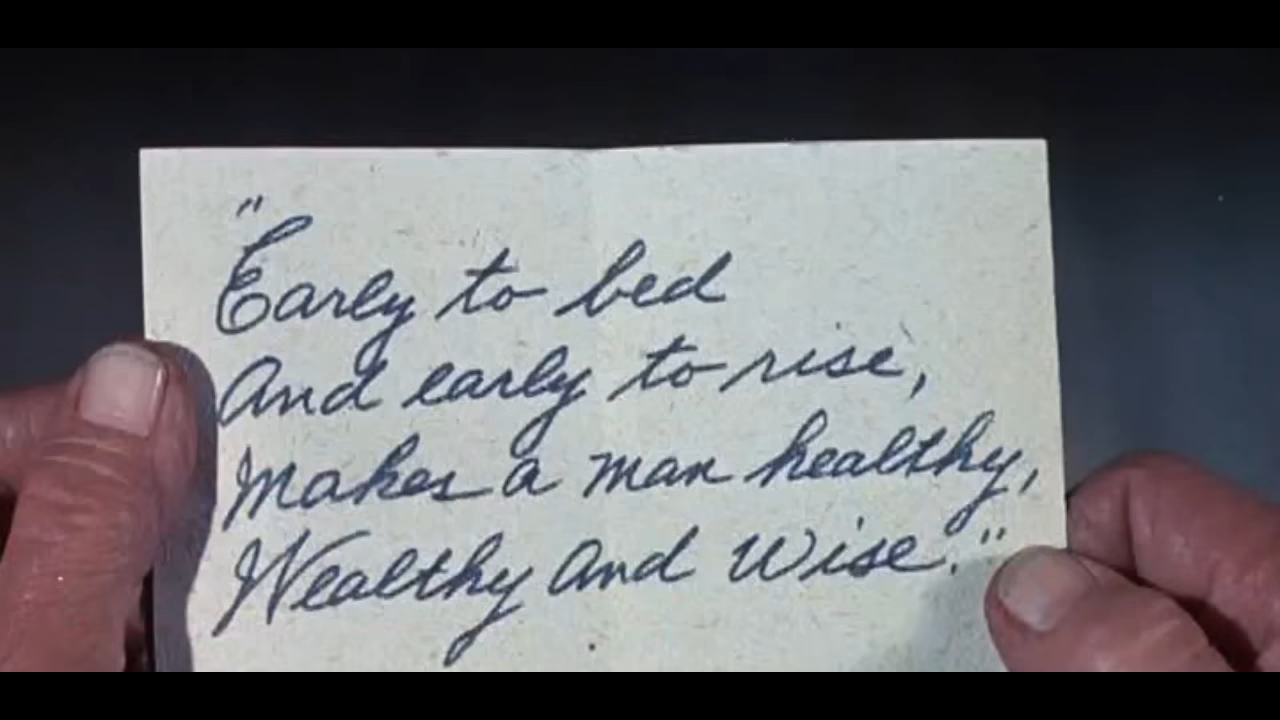 "Early to bed
And early to rise,
Makes a man healthy,
Wealthy and wise."